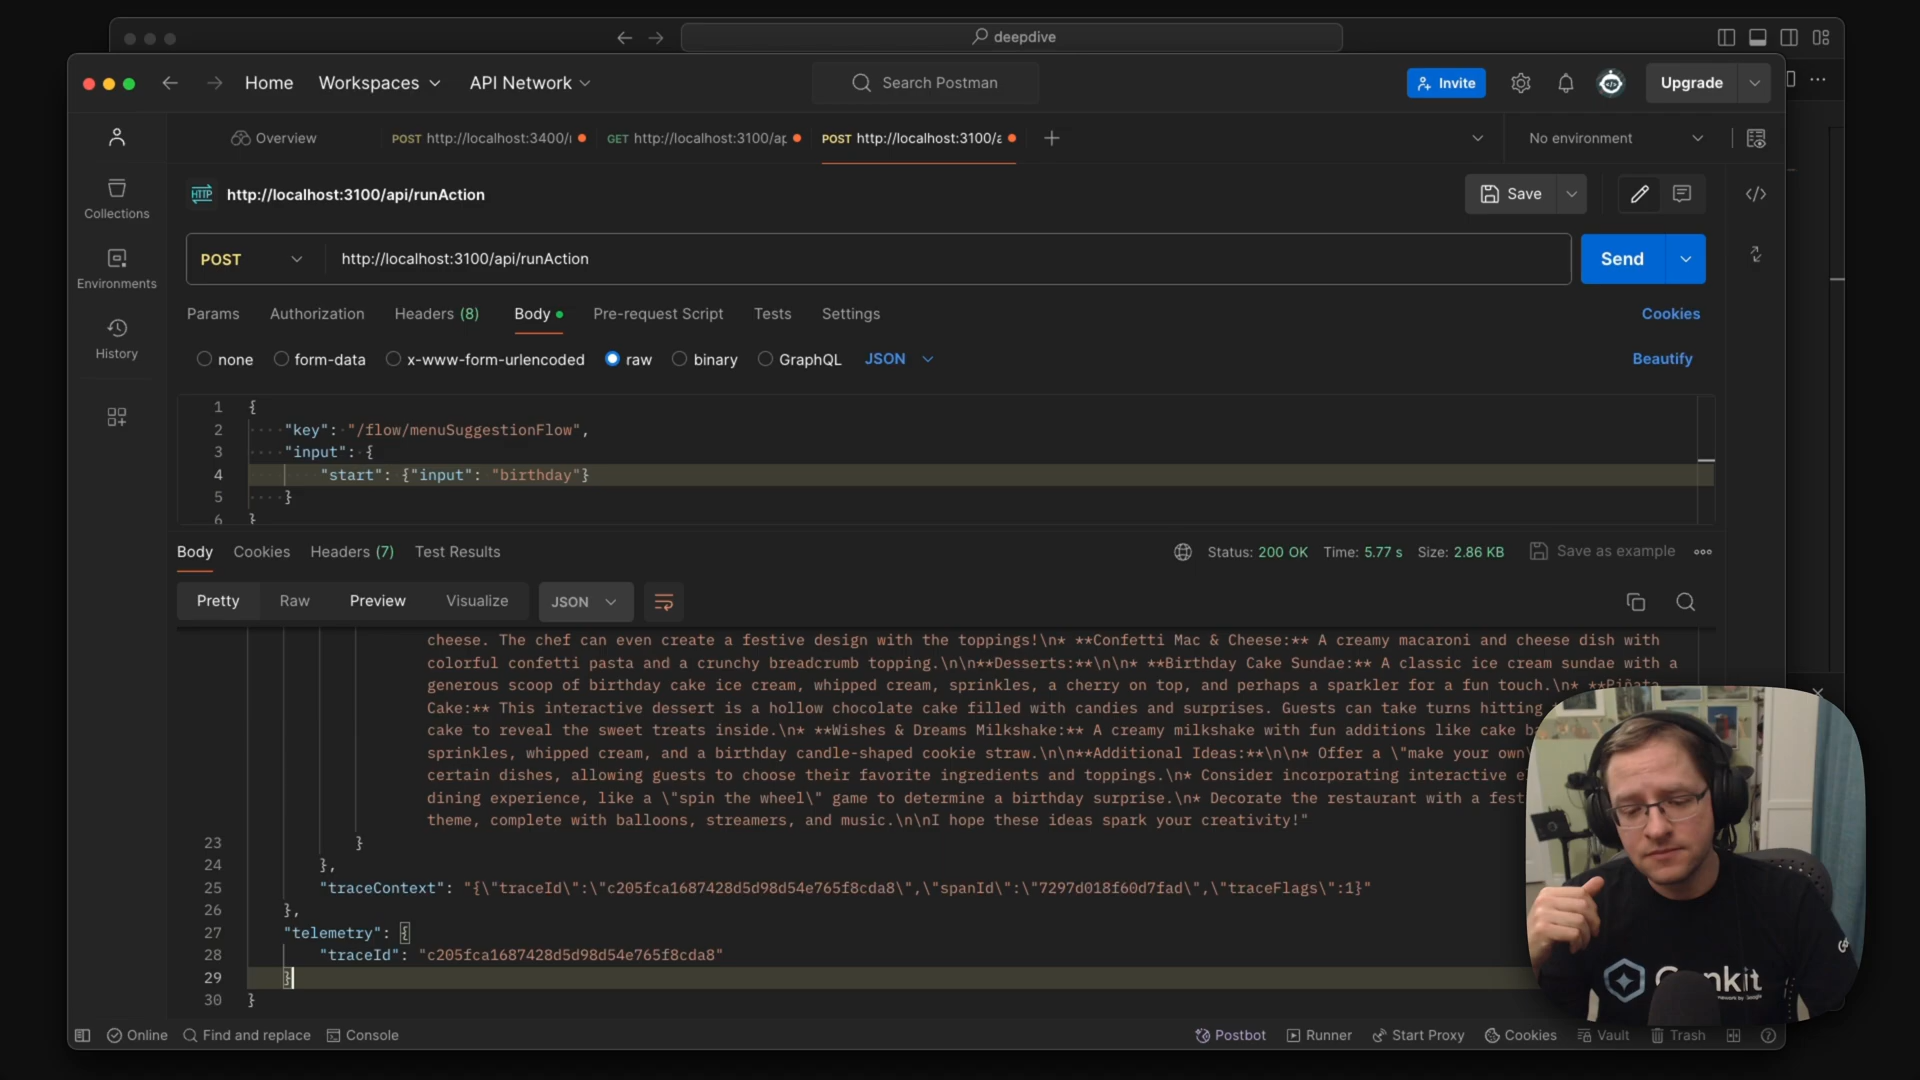 deepdive
Home Workspaces API Network Search Postman Invite Upgrade
Overview POST http://localhost:3400/ GET http://localhost:3100/ap POST http://localhost:3100/a No environment
HTTP http://localhost:3100/api/runAction Save
POST http://localhost:3100/api/runAction Send
Params Authorization Headers (8) Body Pre-request Script Tests Settings Cookies
none form-data x-www-form-urlencoded raw binary GraphQL JSON Beautify
Collections
Environments
History
1 {
2 "key": "/flow/menuSuggestionFlow",
3 "input": {
4 "start": {"input": "birthday"}
5 }
6 }
Body Cookies Headers (7) Test Results Status: 200 OK Time: 5.77 s Size: 2.86 KB Save as example
Pretty Raw Preview Visualize JSON
cheese. The chef can even create a festive design with the toppings!\n* **Confetti Mac & Cheese:** A creamy macaroni and cheese dish with
colorful confetti pasta and a crunchy breadcrumb topping.\n\n**Desserts:**\n\n* **Birthday Cake Sundae:** A classic ice cream sundae with a
generous scoop of birthday cake ice cream, whipped cream, sprinkles, a cherry on top, and perhaps a sparkler for a fun touch.\n* **Piñata
Cake:** This interactive dessert is a hollow chocolate cake filled with candies and surprises. Guests can take turns hitting
cake to reveal the sweet treats inside.\n* **Wishes & Dreams Milkshake:** A creamy milkshake with fun additions like cake
sprinkles, whipped cream, and a birthday candle-shaped cookie straw.\n\n**Additional Ideas:**\n\n* Offer a \"make your own\
certain dishes, allowing guests to choose their favorite ingredients and toppings.\n* Consider incorporating interactive
dining experience, like a \"spin the wheel\" game to determine a birthday surprise.\n* Decorate the restaurant with a
theme, complete with balloons, streamers, and music.\n\nI hope these ideas spark your creativity!"
23 }
24 },
25 "traceContext": "{\"traceId\":\"c205fca1687428d5d98d54e765f8cda8\",\"spanId\":\"7297d018f60d7fad\",\"traceFlags\":1}"
26 },
27 "telemetry": {
28 "traceId": "c205fca1687428d5d98d54e765f8cda8"
29 }
30 }
Online Find and replace Console Postbot Runner Start Proxy Cookies Vault Trash